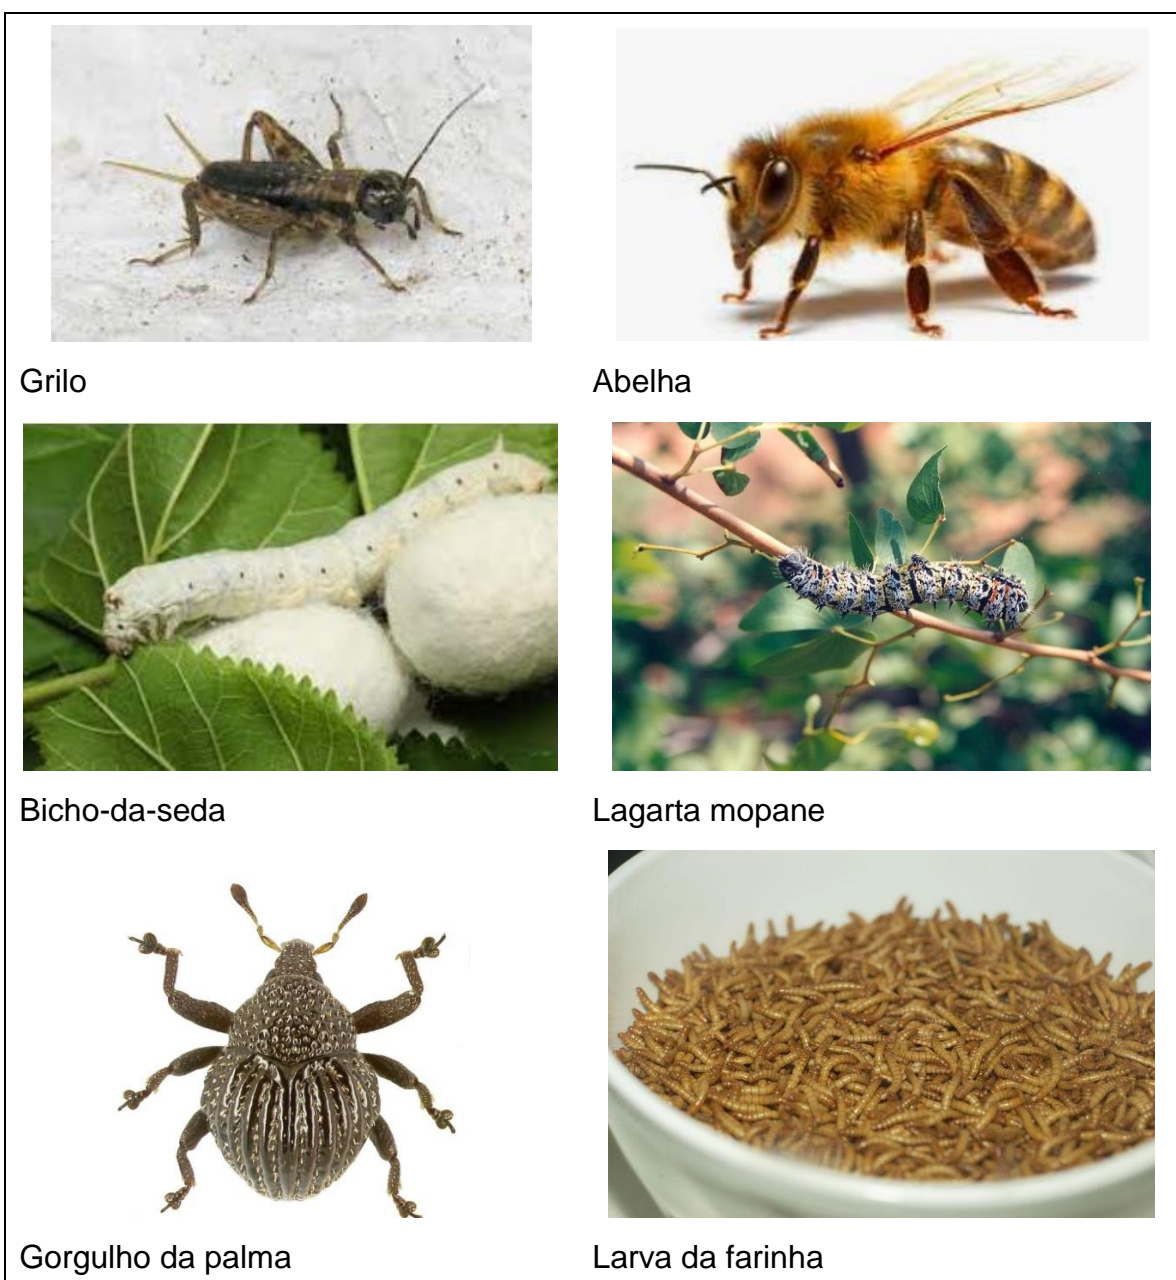 Grilo
Abelha
Bicho-da-seda
Lagarta mopane
Gorgulho da palma
Larva da farinha